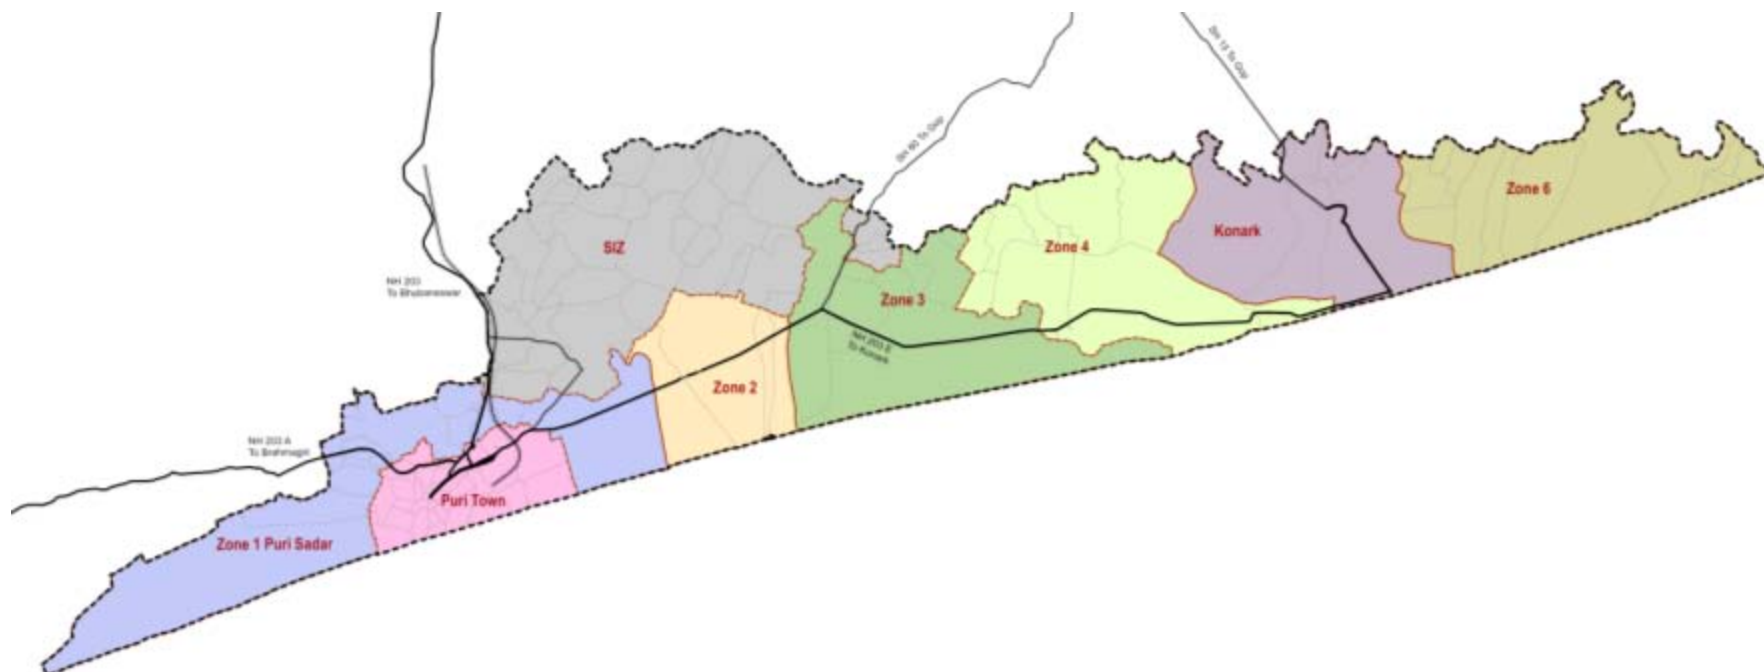 SH 13 To Gop
SH 60 To Gop
Zone 6
Konark
Zone 4
SIZ
NH 203
To Bhubaneswar
Zone 3
NH 203 E
To Konark
Zone 2
NH 203 A
To Brahmagiri
Puri Town
Zone 1 Puri Sadar